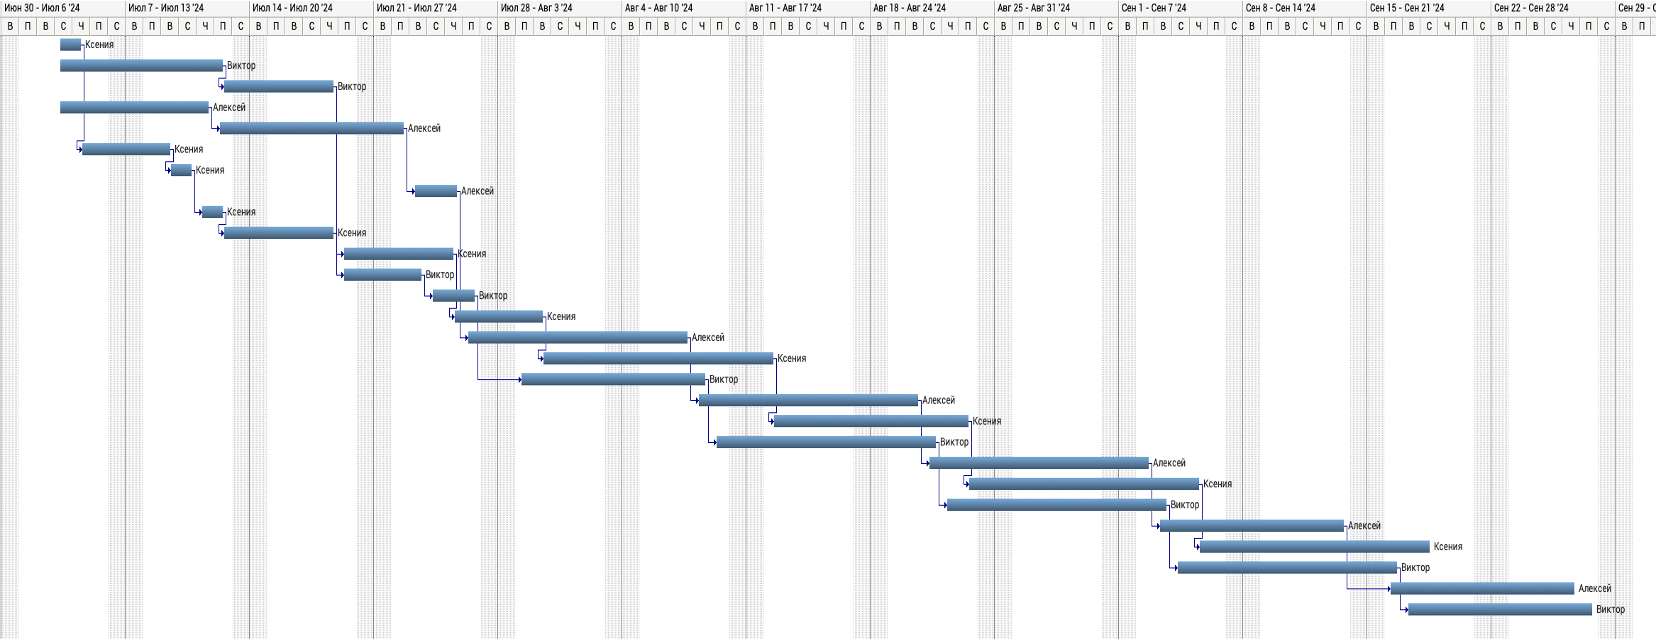 Июн 30 - Июл 6 '24 Июл 7 - Июл 13 '24 Июл 14 - Июл 20 '24 Июл 21 - Июл 27 '24 Июл 28 - Авг 3 '24 Авг 4 - Авг 10 '24 Авг 11 - Авг 17 '24 Авг 18 - Авг 24 '24 Авг 25 - Авг 31 '24 Сен 1 - Сен 7 '24 Сен 8 - Сен 14 '24 Сен 15 - Сен 21 '24 Сен 22 - Сен 28 '24 Сен 29 -
В П В С Ч П С В П В С Ч П С В П В С Ч П С В П В С Ч П С В П В С Ч П С В П В С Ч П С В П В С Ч П С В П В С Ч П С В П В С Ч П С В П В С Ч П С В П В С Ч П С В П В С Ч П С В П В С Ч П С В П
Ксения
Виктор
Виктор
Алексей
Алексей
Ксения
Ксения
Алексей
Ксения
Ксения
Ксения
Виктор
Виктор
Ксения
Алексей
Ксения
Виктор
Алексей
Ксения
Виктор
Алексей
Ксения
Виктор
Алексей
Ксения
Виктор
Алексей
Виктор